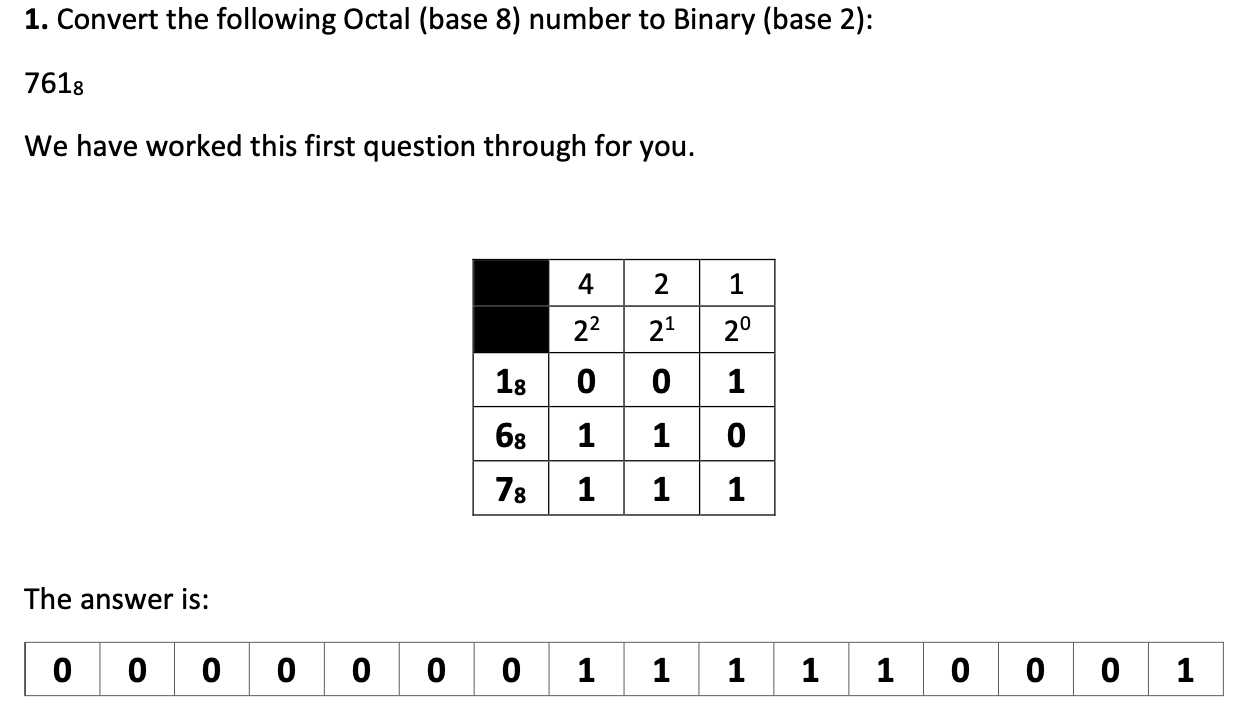 1. Convert the following Octal (base 8) number to Binary (base 2):
761₈
We have worked this first question through for you.
4 2 1
2² 2¹ 2⁰
1₈ 0 0 1
6₈ 1 1 0
7₈ 1 1 1
The answer is:
0 0 0 0 0 0 0 1 1 1 1 1 0 0 0 1